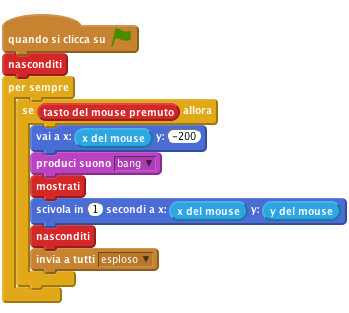 quando si clicca su
nasconditi
per sempre
se tasto del mouse premuto allora
vai a x: x del mouse y: -200
produci suono bang
mostrati
scivola in 1 secondi a x: x del mouse y: y del mouse
nasconditi
invia a tutti esploso